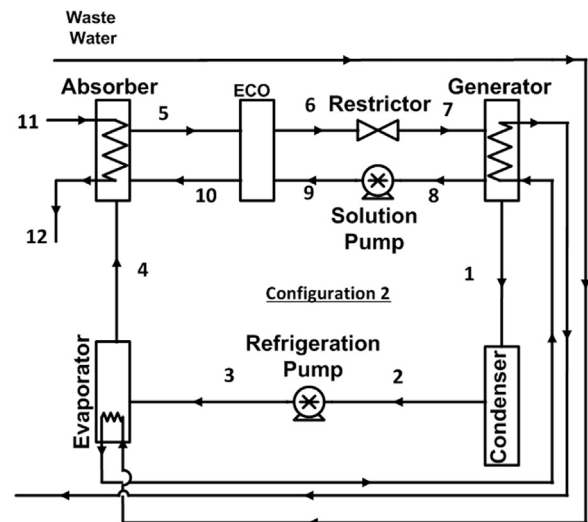 Waste
Water
Absorber
ECO
Generator
5
6
Restrictor
7
11
10
9
8
12
Solution
Pump
4
1
Configuration 2
Evaporator
Refrigeration
Pump
3
2
Condenser